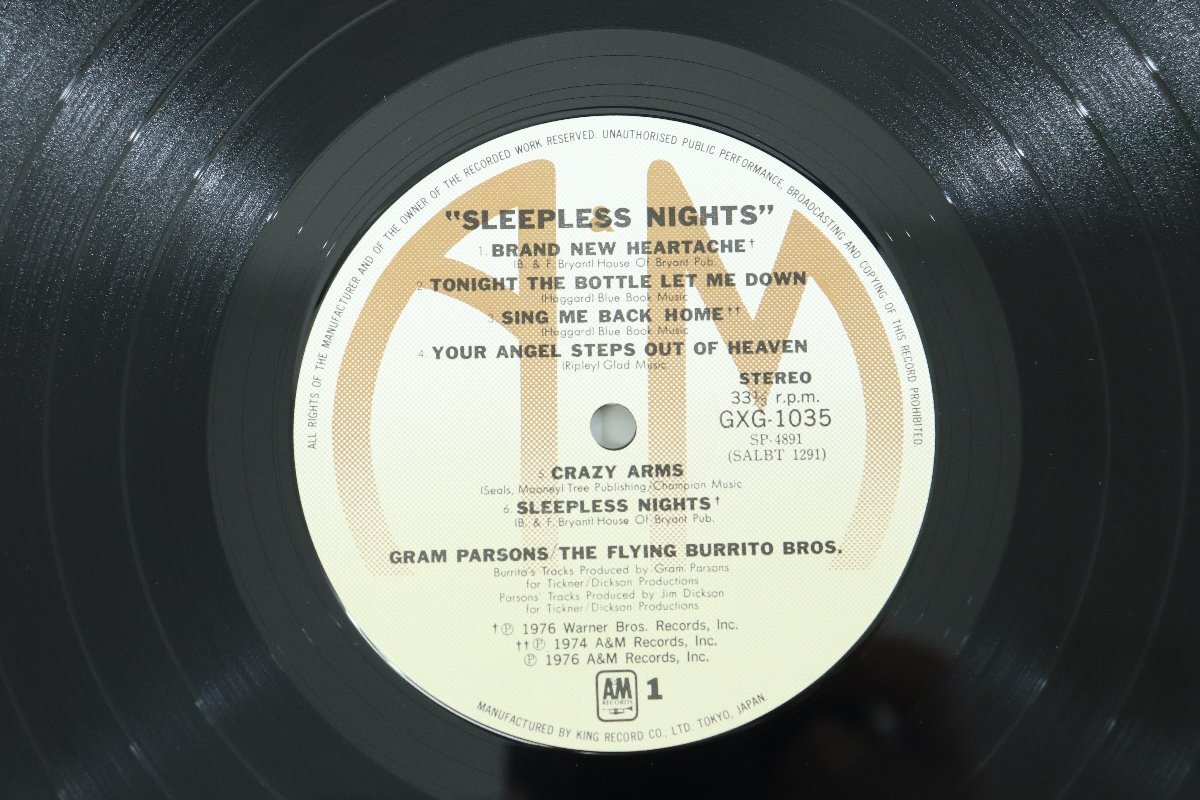 ALL RIGHTS OF THE MANUFACTURER AND OF THE OWNER OF THE RECORDED WORK RESERVED. UNAUTHORISED PUBLIC PERFORMANCE, BROADCASTING AND COPYING OF THIS RECORD PROHIBITED.
"SLEEPLESS NIGHTS"
1. BRAND NEW HEARTACHE†
(B. & F. Bryant) House Of Bryant Pub.
2. TONIGHT THE BOTTLE LET ME DOWN
(Haggard) Blue Book Music
3. SING ME BACK HOME††
(Haggard) Blue Book Music
4. YOUR ANGEL STEPS OUT OF HEAVEN
(Ripley) Glad Music
STEREO
33⅓ r.p.m.
GXG-1035
SP-4891
(SALBT 1291)
5. CRAZY ARMS
(Seals, Mooney) Tree Publishing/Champion Music
6. SLEEPLESS NIGHTS†
(B. & F. Bryant) House Of Bryant Pub.
GRAM PARSONS/THE FLYING BURRITO BROS.
Burrito's Tracks Produced by Gram Parsons
for Tickner/Dickson Productions
Parsons' Tracks Produced by Jim Dickson
for Tickner/Dickson Productions
†℗ 1976 Warner Bros. Records, Inc.
††℗ 1974 A&M Records, Inc.
℗ 1976 A&M Records, Inc.
A&M RECORDS 1
MANUFACTURED BY KING RECORD CO., LTD. TOKYO, JAPAN